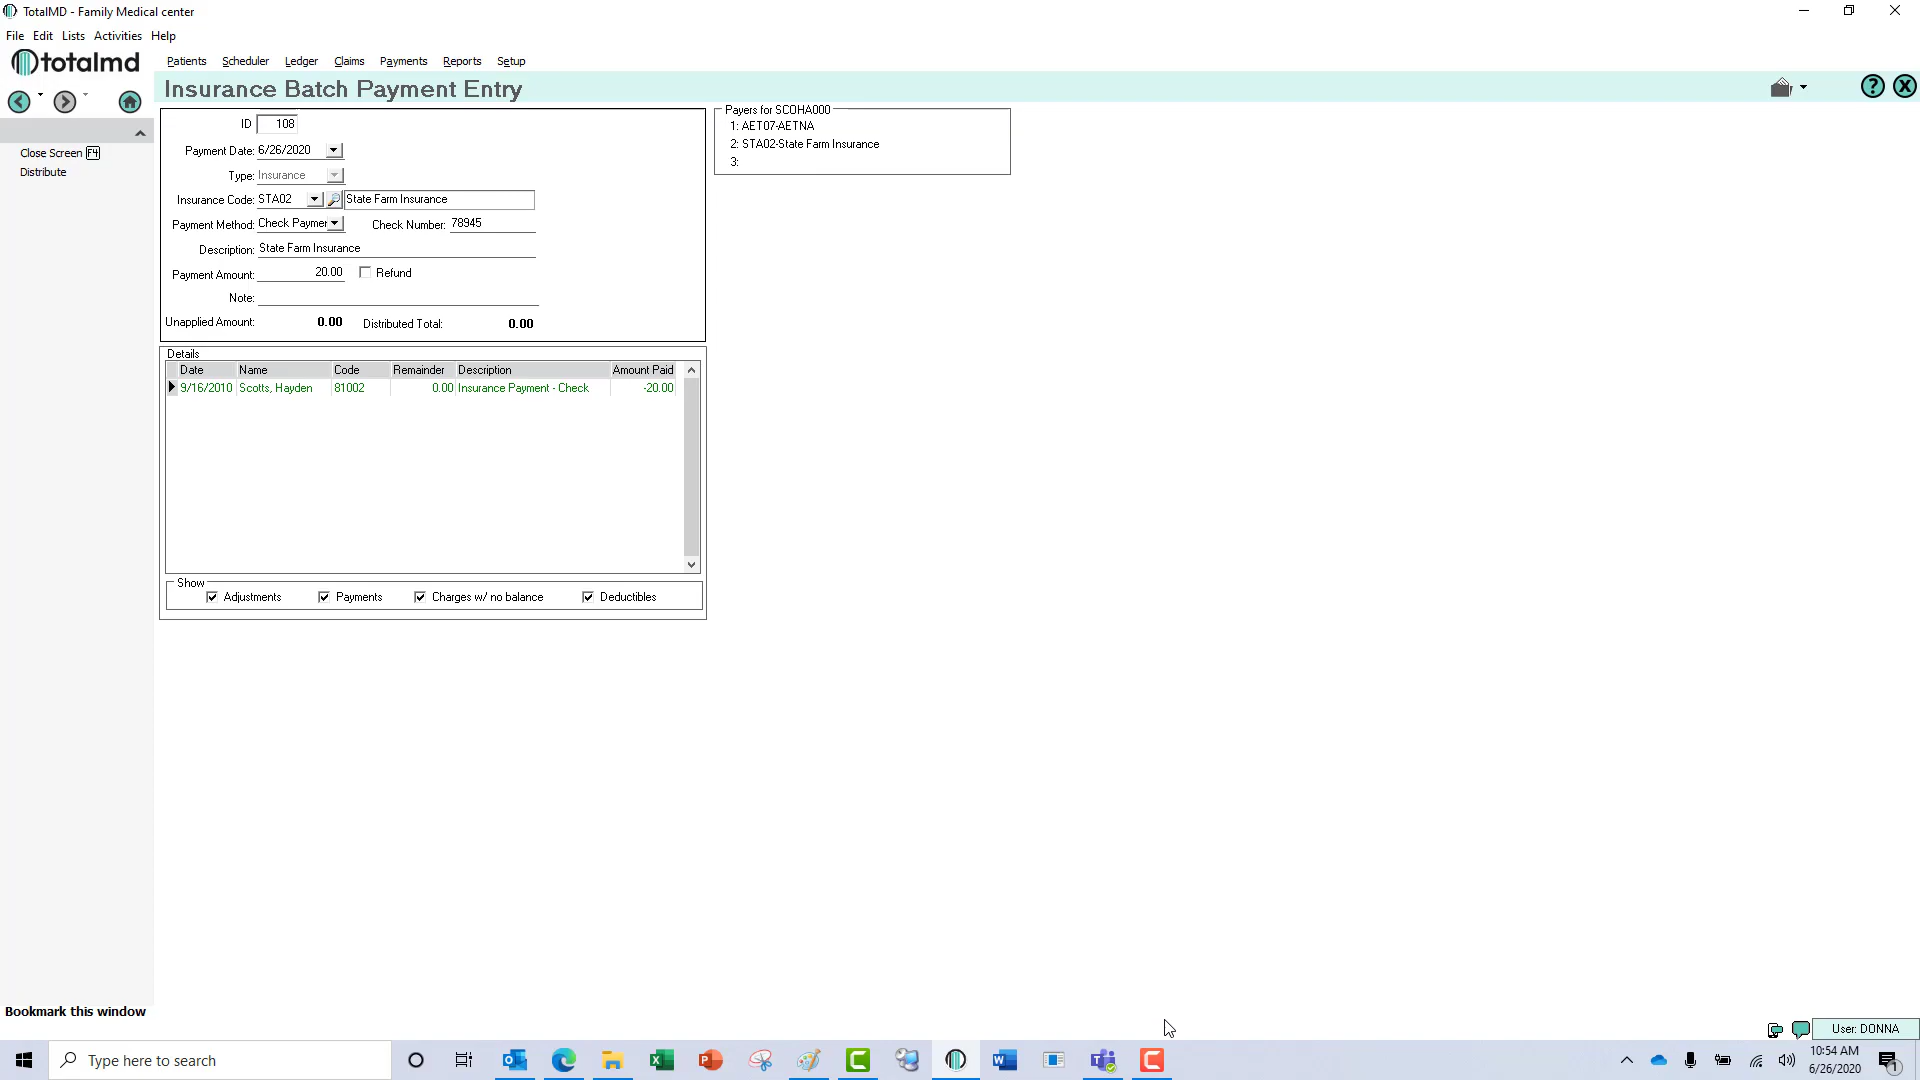 TotalMD - Family Medical center
File Edit Lists Activities Help
totalmd
Patients Scheduler Ledger Claims Payments Reports Setup
Insurance Batch Payment Entry
Close Screen F4
Distribute
ID 108
Payment Date: 6/26/2020
Type: Insurance
Insurance Code: STA02 State Farm Insurance
Payment Method: Check Paymer Check Number: 78945
Description: State Farm Insurance
Payment Amount: 20.00 Refund
Note:
Unapplied Amount: 0.00 Distributed Total: 0.00
Payers for SCOHA000
1: AET07-AETNA
2: STA02-State Farm Insurance
3:
Details
Date Name Code Remainder Description Amount Paid
9/16/2010 Scotts, Hayden 81002 0.00 Insurance Payment - Check -20.00
Show
Adjustments Payments Charges w/ no balance Deductibles
Bookmark this window
User: DONNA
Type here to search
10:54 AM
6/26/2020
1